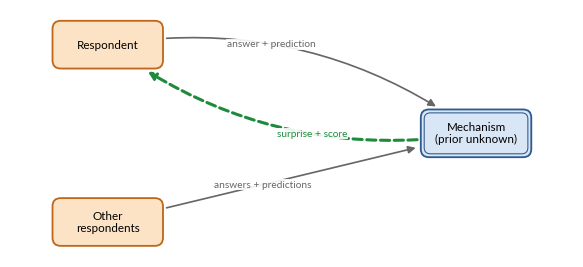 Respondent
answer + prediction
Mechanism
(prior unknown)
surprise + score
answers + predictions
Other
respondents